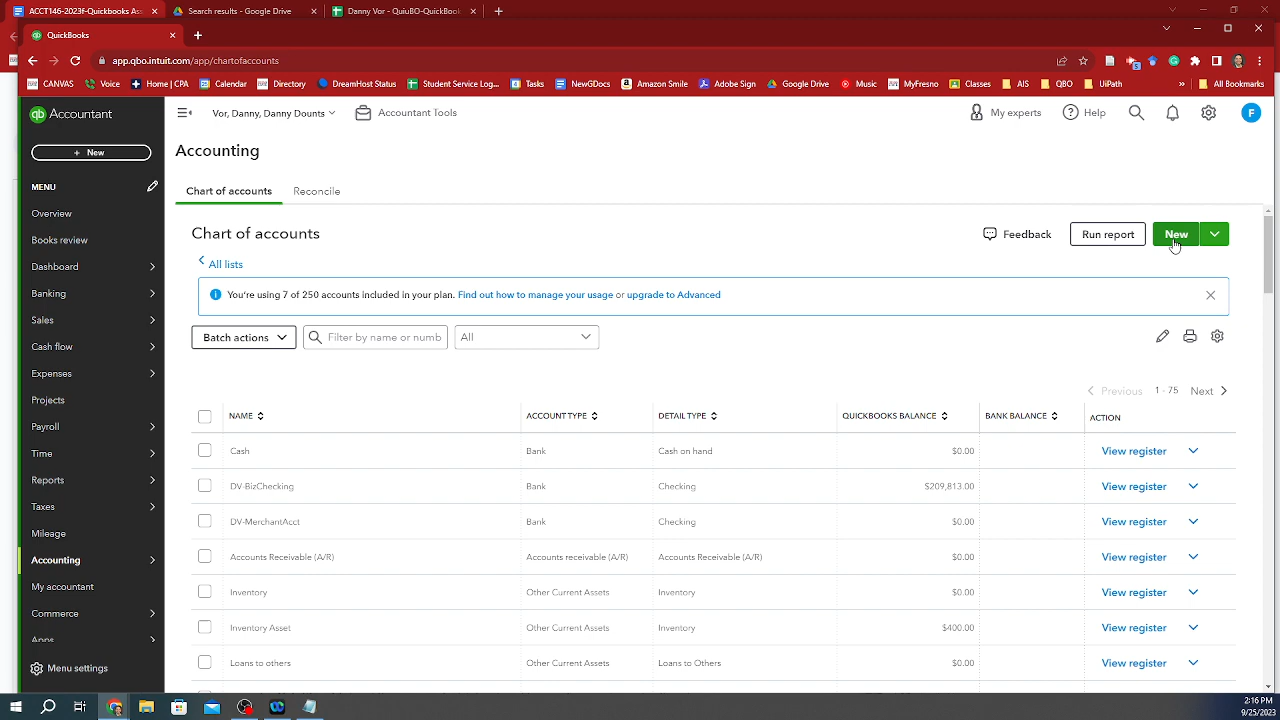 ACCT146-2023F-QuickBooks As
Search results - Google Drive
Danny Vor - QuiuBO-QuickBook
QuickBooks
app.qbo.intuit.com/app/chartofaccounts
CANVAS
Voice
Home | CPA
Calendar
Directory
DreamHost Status
Student Service Log...
Tasks
NewGDocs
Amazon Smile
Adobe Sign
Google Drive
Music
MyFresno
Classes
AIS
QBO
UiPath
All Bookmarks
qb Accountant
Vor, Danny, Danny Dounts
Accountant Tools
My experts
Help
F
+ New
MENU
Overview
Books review
Dashboard
Banking
Sales
Cash flow
Expenses
Projects
Payroll
Time
Reports
Taxes
Mileage
Accounting
My accountant
Commerce
Apps
Menu settings
Accounting
Chart of accounts
Reconcile
Chart of accounts
Feedback
Run report
New
All lists
You're using 7 of 250 accounts included in your plan. Find out how to manage your usage or upgrade to Advanced
Batch actions
Filter by name or numb
All
Previous 1 - 75 Next
NAME ACCOUNT TYPE DETAIL TYPE QUICKBOOKS BALANCE BANK BALANCE ACTION
Cash Bank Cash on hand $0.00 View register
DV-BizChecking Bank Checking $209,813.00 View register
DV-MerchantAcct Bank Checking $0.00 View register
Accounts Receivable (A/R) Accounts receivable (A/R) Accounts Receivable (A/R) $0.00 View register
Inventory Other Current Assets Inventory $0.00 View register
Inventory Asset Other Current Assets Inventory $400.00 View register
Loans to others Other Current Assets Loans to Others $0.00 View register
2:16 PM
9/25/2023